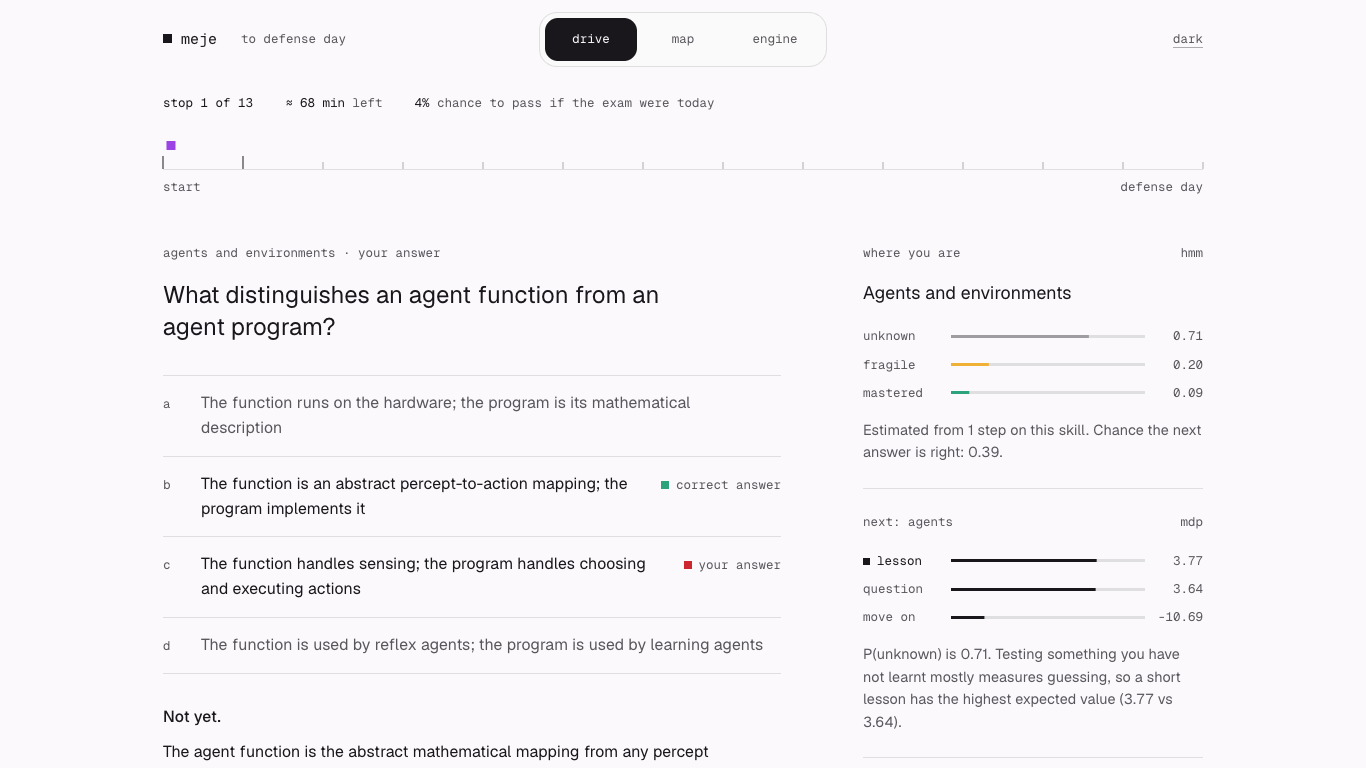 meje to defense day drive map engine dark
stop 1 of 13 ≈ 68 min left 4% chance to pass if the exam were today
start defense day
agents and environments · your answer
What distinguishes an agent function from an
agent program?
a The function runs on the hardware; the program is its mathematical
description
b The function is an abstract percept-to-action mapping; the correct answer
program implements it
c The function handles sensing; the program handles choosing your answer
and executing actions
d The function is used by reflex agents; the program is used by learning agents
Not yet.
The agent function is the abstract mathematical mapping from any percept
where you are hmm
Agents and environments
unknown 0.71
fragile 0.20
mastered 0.09
Estimated from 1 step on this skill. Chance the next
answer is right: 0.39.
next: agents mdp
lesson 3.77
question 3.64
move on -10.69
P(unknown) is 0.71. Testing something you have
not learnt mostly measures guessing, so a short
lesson has the highest expected value (3.77 vs
3.64).